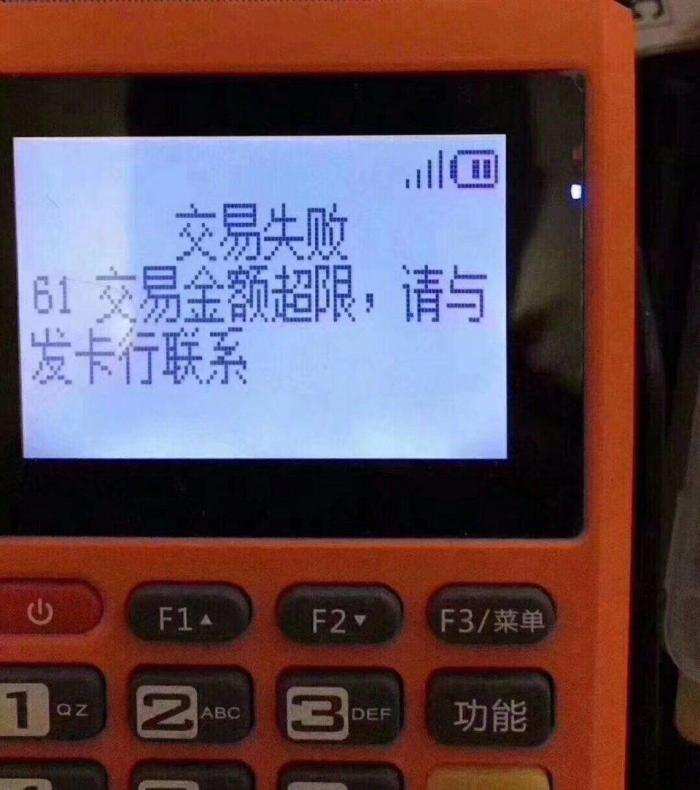 交易失败
61 交易金额超限，请与
发卡行联系
F1▲ F2▼ F3/菜单
1 QZ 2 ABC 3 DEF 功能